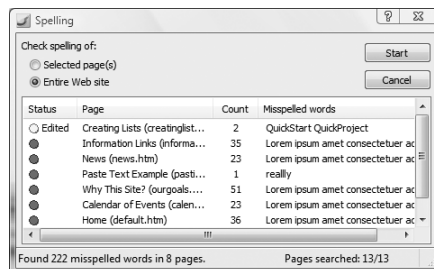 Spelling
Check spelling of:
Selected page(s)
Entire Web site
Start
Cancel
Status Page Count Misspelled words
Edited Creating Lists (creatinglist... 2 QuickStart QuickProject
Information Links (informa... 35 Lorem ipsum amet consectetuer ac
News (news.htm) 23 Lorem ipsum amet consectetuer ac
Paste Text Example (pasti... 1 reallly
Why This Site? (ourgoals.... 51 Lorem ipsum amet consectetuer ac
Calendar of Events (calen... 23 Lorem ipsum amet consectetuer ac
Home (default.htm) 36 Lorem ipsum amet consectetuer ac
Found 222 misspelled words in 8 pages. Pages searched: 13/13